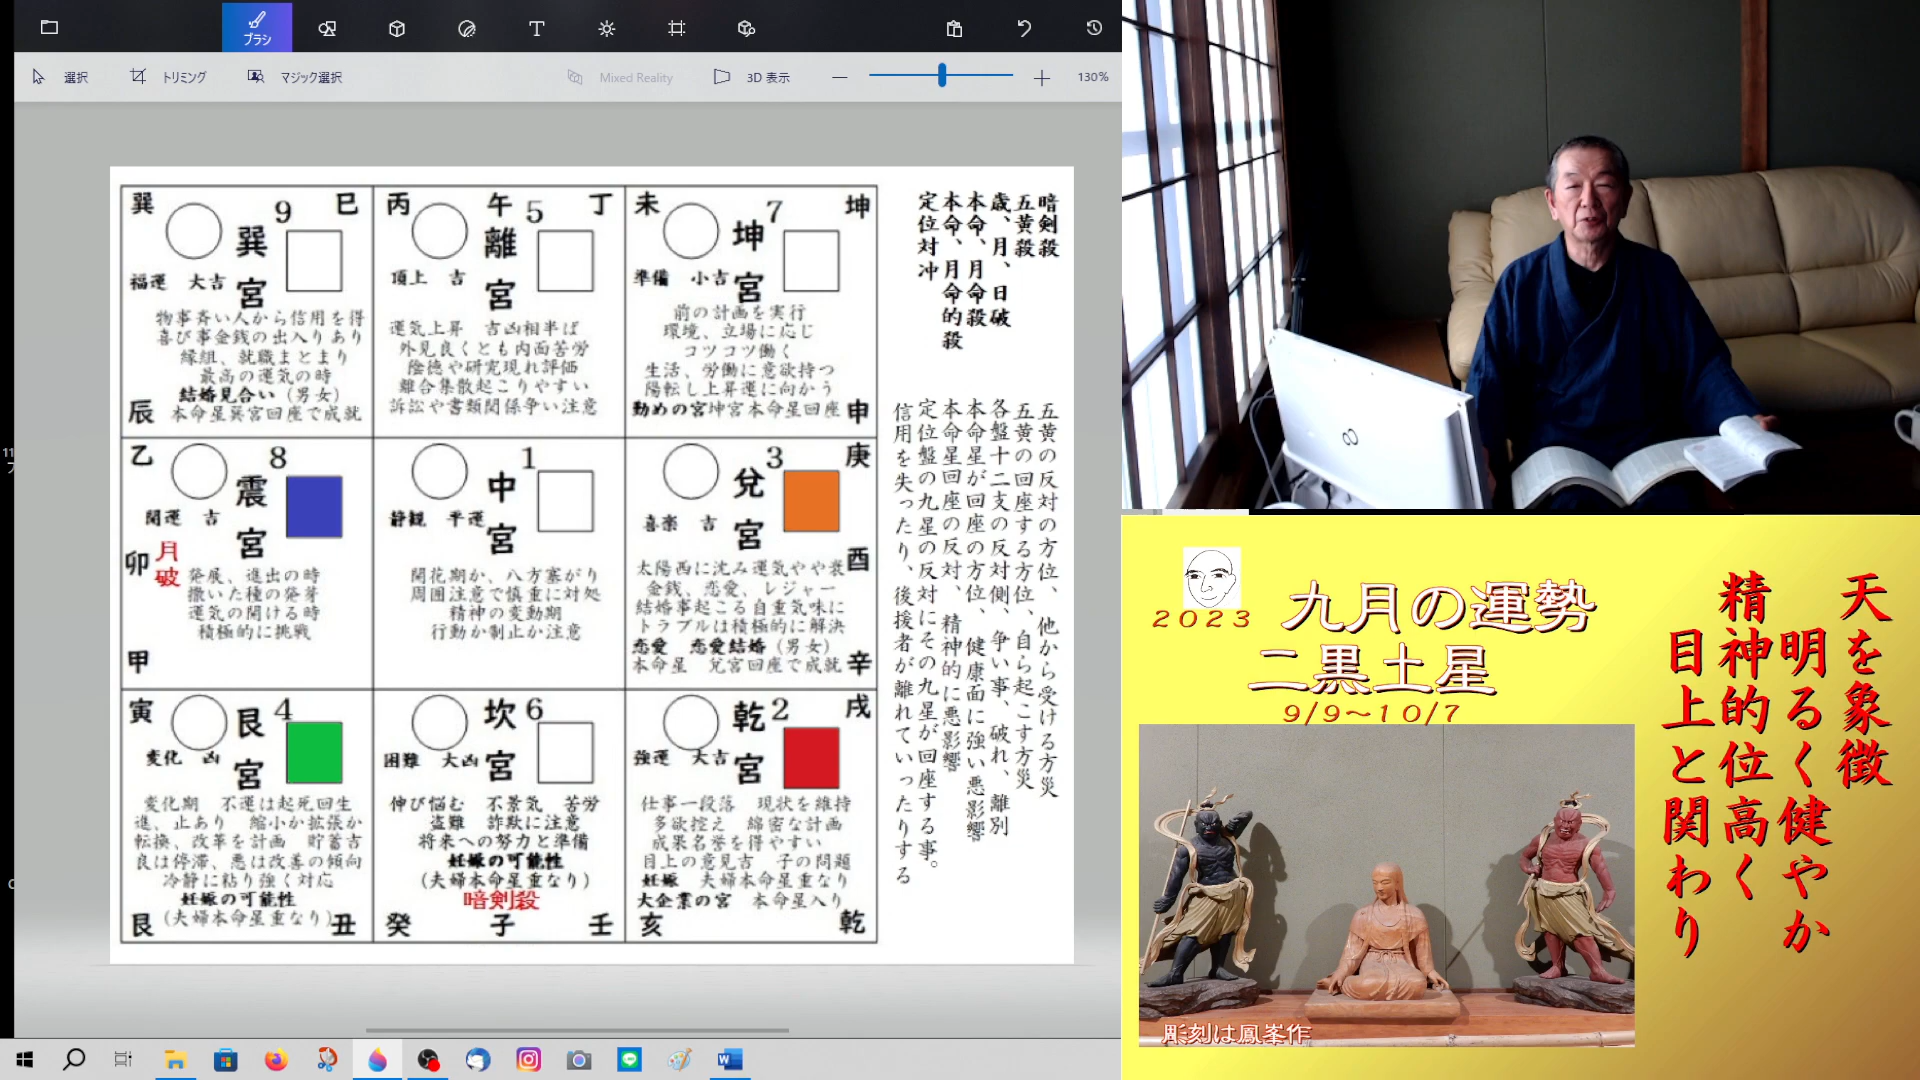 ブラシ
選択
トリミング
マジック選択
Mixed Reality
3D 表示
130%
巽
9
巳
巽宮
福運 大吉
物事斉い人から信用を得
喜び事金銭の出入りあり
縁組、就職まとまり
最高の運気の時
結婚見合い(男女)
本命星巽宮回座で成就
辰
丙
午
5
丁
離宮
頂上 吉
運気上昇 吉凶相半ば
外見良くとも内面苦労
陰徳や研究現れ評価
離合集散起こりやすい
訴訟や書類関係争い注意
未
7
坤
坤宮
準備 小吉
前の計画を実行
環境、立場に応じ
コツコツ働く
生活、労働に意欲持つ
陽転し上昇運に向かう
勤めの宮坤宮本命星回座
申
乙
8
震宮
開運 吉
卯
月破
発展、進出の時
撒いた種の発芽
運気の開ける時
積極的に挑戦
甲
1
中宮
静観 平運
開花期か、八方塞がり
周囲注意で慎重に対処
精神の変動期
行動か制止か注意
3
庚
兌宮
喜楽 吉
酉
太陽西に沈み運気やや衰
金銭、恋愛、レジャー
結婚事起こる自重気味に
トラブルは積極的に解決
恋愛 恋愛結婚(男女)
本命星 兌宮回座で成就
辛
寅
4
艮宮
変化 凶
変化期 不運は起死回生
進、止あり 縮小か拡張か
転換、改革を計画 貯蓄吉
良は停滞、悪は改善の傾向
冷静に粘り強く対応
妊娠の可能性
(夫婦本命星重なり)
艮
丑
6
坎宮
困難 大凶
伸び悩む 不景気 苦労
盗難 詐欺に注意
将来への努力と準備
妊娠の可能性
(夫婦本命星重なり)
暗剣殺
癸
子
壬
2
戌
乾宮
強運 大吉
仕事一段落 現状を維持
多欲控え 綿密な計画
成果名誉を得やすい
目上の意見吉 子の問題
妊娠 夫婦本命星重なり
大企業の宮 本命星入り
亥
乾
暗剣殺
五黄殺
歳、月、日破
本命、月命殺
本命、月命的殺
定位対冲
五黄の反対の方位、他から受ける方災
五黄の回座する方位、自ら起こす方災
各盤十二支の反対側、争い事、破れ、離別
本命星が回座の方位、健康面に強い悪影響
本命星回座の反対、精神的に悪影響
定位盤の九星の反対にその九星が回座する事。
信用を失ったり、後援者が離れていったりする
2023
九月の運勢
二黒土星
9/9～10/7
天を象徴
明るく健やか
精神的位高く
目上と関わり
彫刻は鳳峯作